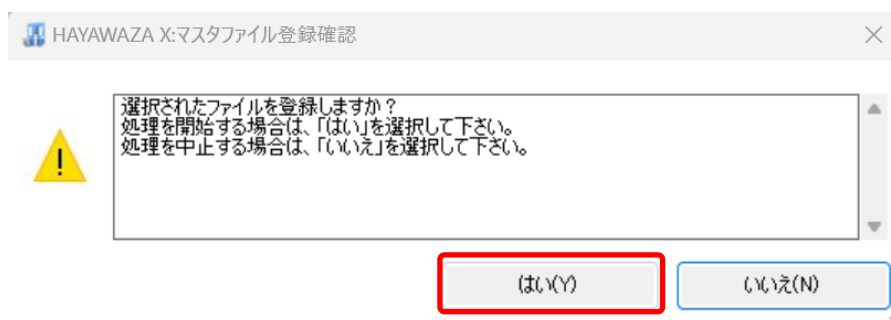 HAYAWAZA X:マスタファイル登録確認
選択されたファイルを登録しますか？
処理を開始する場合は、「はい」を選択して下さい。
処理を中止する場合は、「いいえ」を選択して下さい。
はい(Y)
いいえ(N)